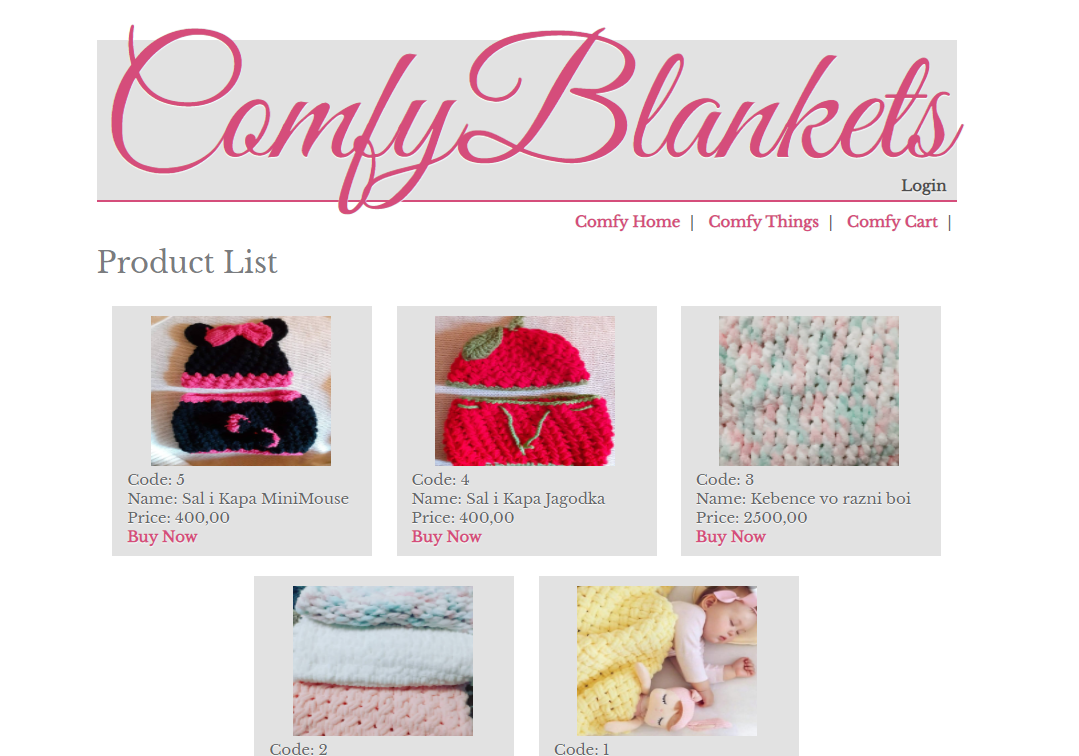 ComfyBlankets
Login
Comfy Home | Comfy Things | Comfy Cart |
Product List
Code: 5
Name: Sal i Kapa MiniMouse
Price: 400,00
Buy Now
Code: 4
Name: Sal i Kapa Jagodka
Price: 400,00
Buy Now
Code: 3
Name: Kebence vo razni boi
Price: 2500,00
Buy Now
Code: 2
Code: 1